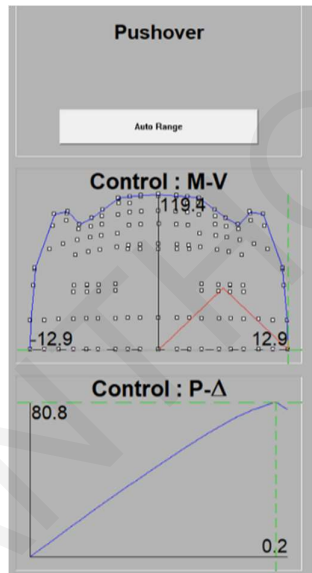 Pushover
Auto Range
Control : M-V
119.4
-12.9
12.9
Control : P-Δ
80.8
0.2